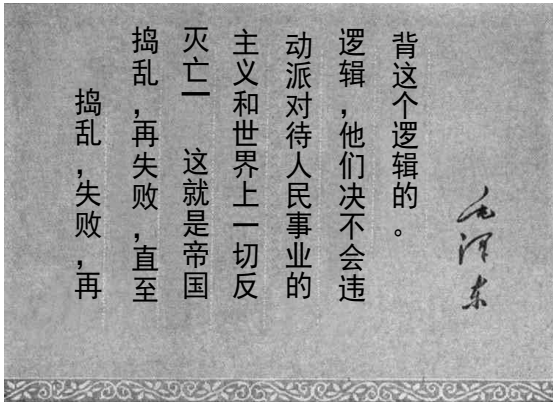 捣乱,失败,再
捣乱,再失败,直至
灭亡— 这就是帝国
主义和世界上一切反
动派对待人民事业的
逻辑,他们决不会违
背这个逻辑的。
毛泽东